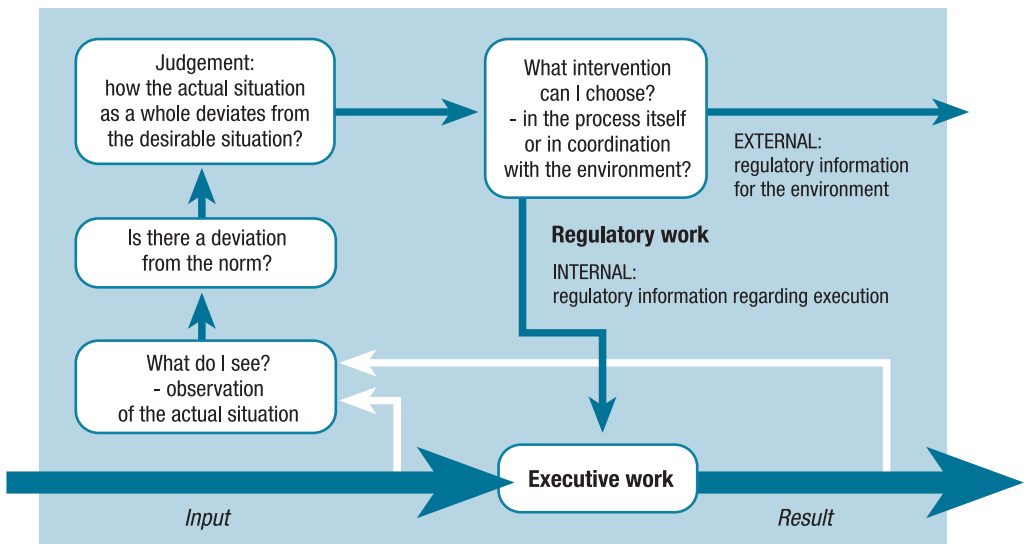 Judgement:
how the actual situation
as a whole deviates from
the desirable situation?
What intervention
can I choose?
- in the process itself
or in coordination
with the environment?
EXTERNAL:
regulatory information
for the environment
Is there a deviation
from the norm?
Regulatory work
INTERNAL:
regulatory information regarding execution
What do I see?
- observation
of the actual situation
Executive work
Input
Result